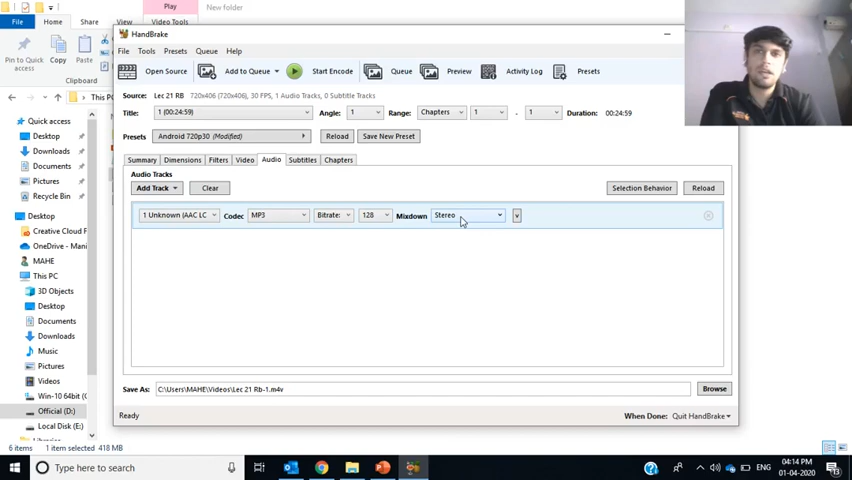 Play
New folder
File
Home
Share
View
Video Tools
Pin to Quick access
Copy
Paste
Clipboard
This PC
Quick access
Desktop
Downloads
Documents
Pictures
Recycle Bin
Desktop
Creative Cloud F
OneDrive - Mani
MAHE
This PC
3D Objects
Desktop
Documents
Downloads
Music
Pictures
Videos
Win-10 64bit (
Official (D:)
Local Disk (E:)
6 items
1 item selected 418 MB
HandBrake
File Tools Presets Queue Help
Open Source
Add to Queue
Start Encode
Queue
Preview
Activity Log
Presets
Source: Lec 21 RB 720x406 (720x406), 30 FPS, 1 Audio Tracks, 0 Subtitle Tracks
Title: 1 (00:24:59) Angle: 1 Range: Chapters 1 - 1 Duration: 00:24:59
Presets Android 720p30 (Modified) Reload Save New Preset
Summary Dimensions Filters Video Audio Subtitles Chapters
Audio Tracks
Add Track Clear Selection Behavior Reload
1 Unknown (AAC LC Codec MP3 Bitrate: 128 Mixdown Stereo v
Save As: C:\Users\MAHE\Videos\Lec 21 Rb-1.m4v Browse
Ready When Done: Quit HandBrake
Type here to search
ENG
04:14 PM
01-04-2020
13